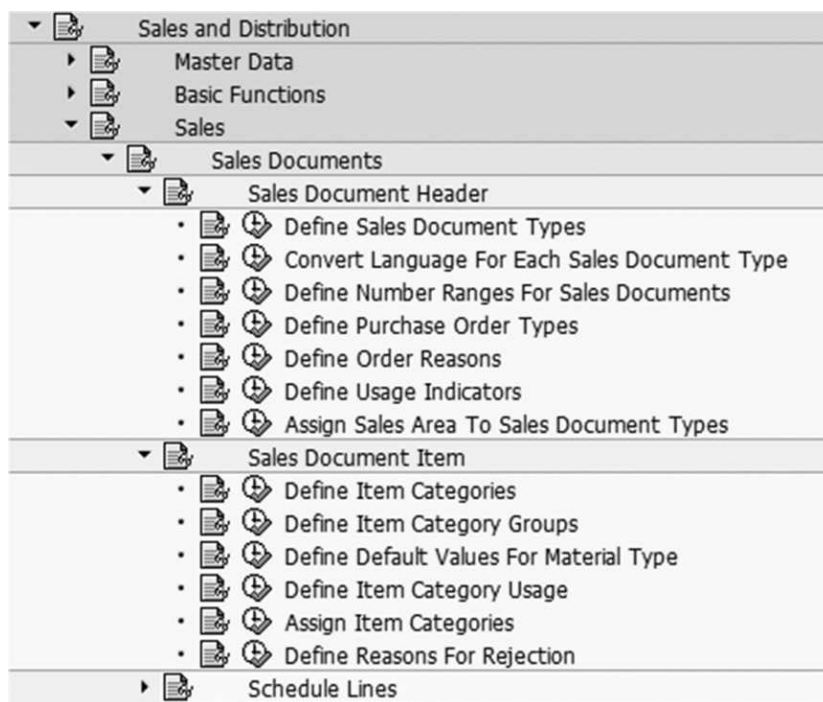 Sales and Distribution
Master Data
Basic Functions
Sales
Sales Documents
Sales Document Header
Define Sales Document Types
Convert Language For Each Sales Document Type
Define Number Ranges For Sales Documents
Define Purchase Order Types
Define Order Reasons
Define Usage Indicators
Assign Sales Area To Sales Document Types
Sales Document Item
Define Item Categories
Define Item Category Groups
Define Default Values For Material Type
Define Item Category Usage
Assign Item Categories
Define Reasons For Rejection
Schedule Lines